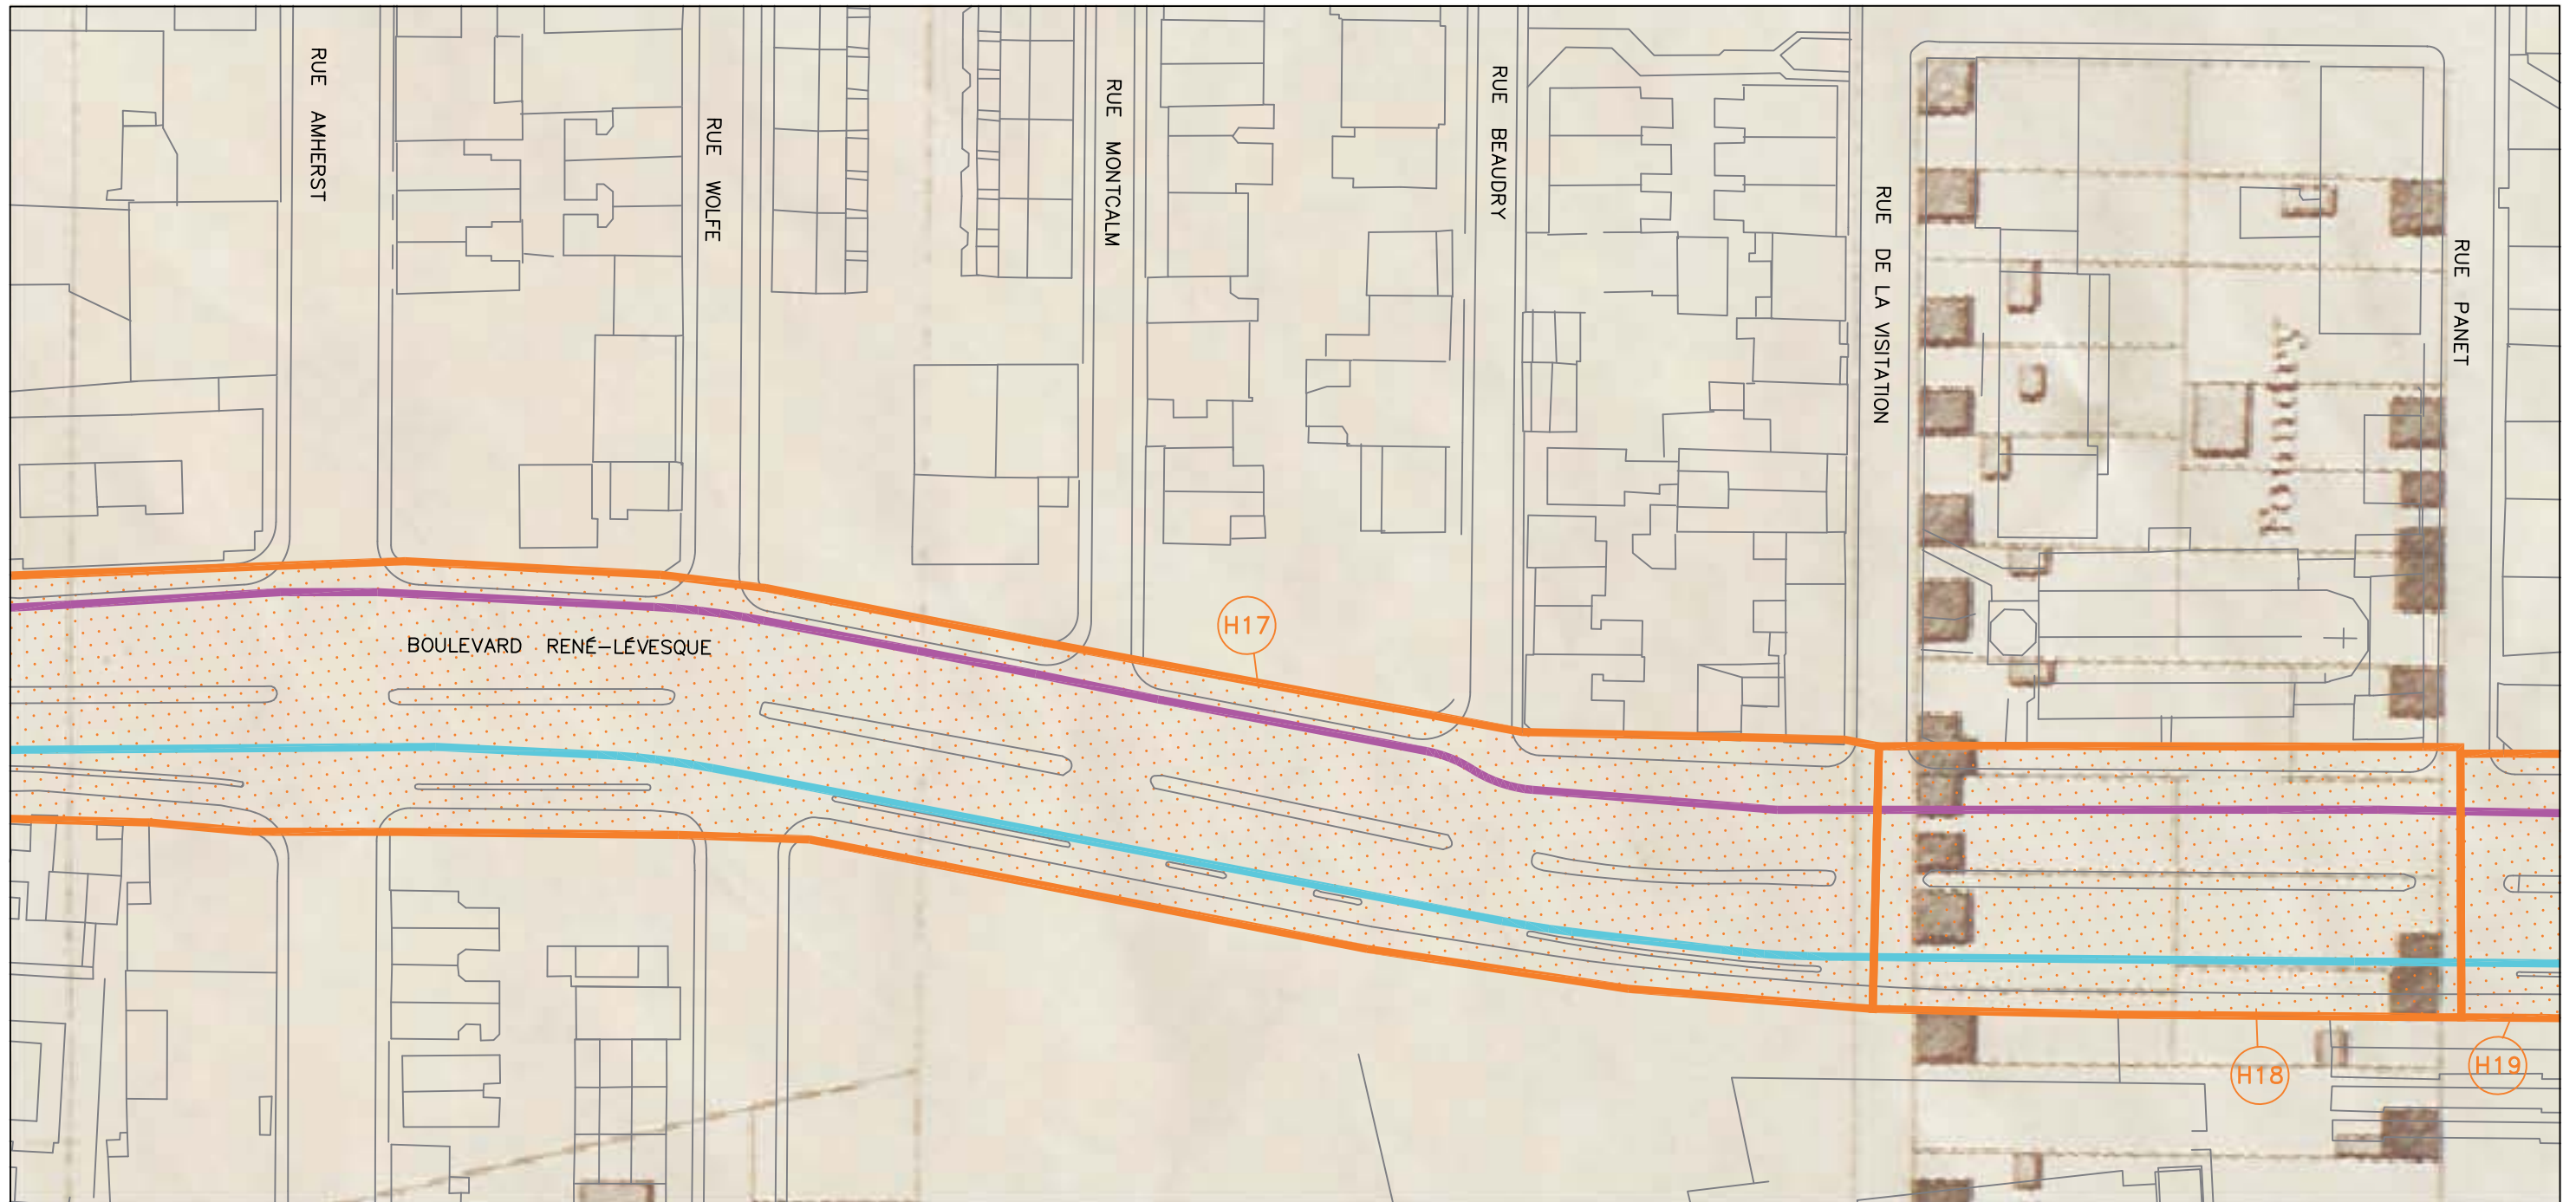 RUE AMHERST
RUE WOLFE
RUE MONTCALM
RUE BEAUDRY
RUE DE LA VISITATION
RUE PANET
BOULEVARD RENÉ-LÉVESQUE
H17
H18
H19